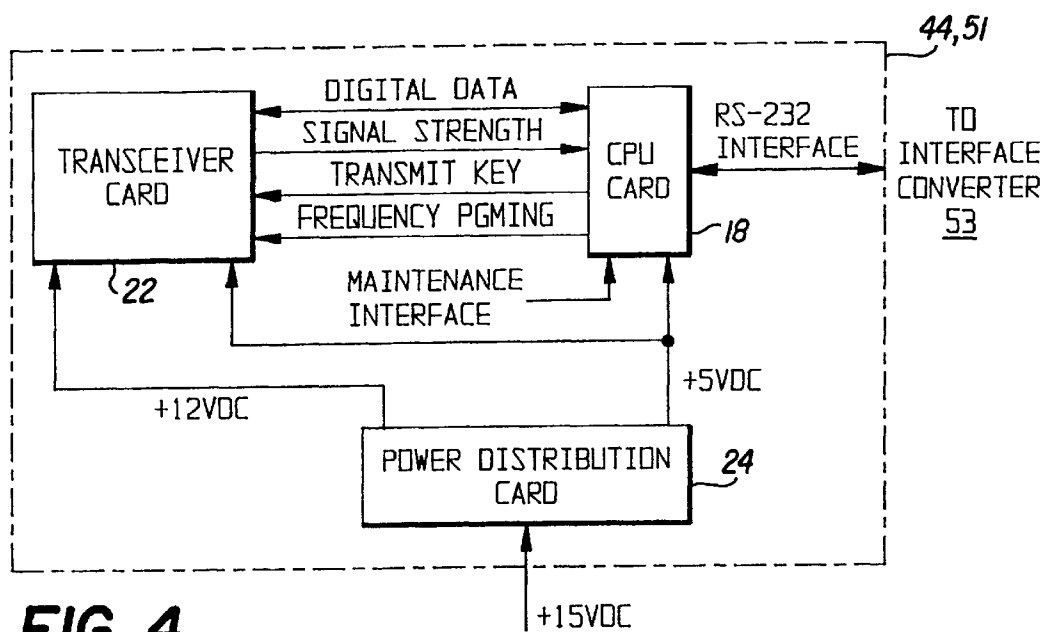 44,51
DIGITAL DATA
SIGNAL STRENGTH
TRANSMIT KEY
FREQUENCY PGMING
TRANSCEIVER
CARD
22
CPU
CARD
18
RS-232
INTERFACE
TO
INTERFACE
CONVERTER
53
MAINTENANCE
INTERFACE
+12VDC
+5VDC
POWER DISTRIBUTION
CARD
24
+15VDC
FIG. 4